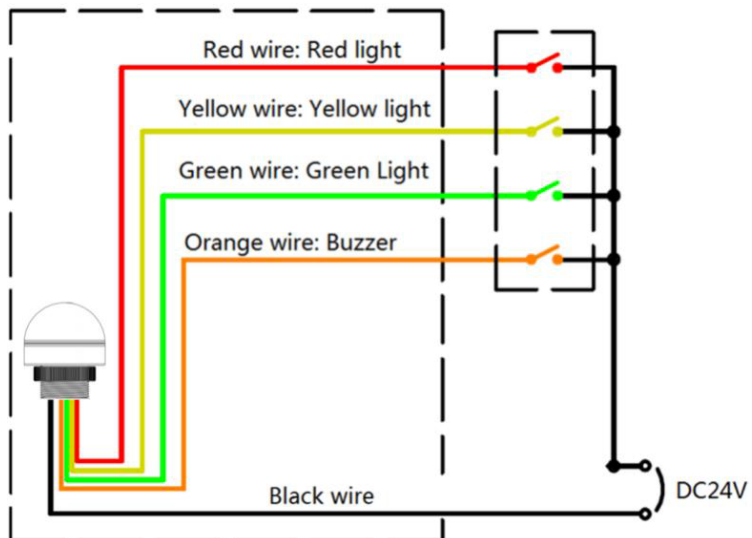 Red wire: Red light
Yellow wire: Yellow light
Green wire: Green Light
Orange wire: Buzzer
DC24V
Black wire